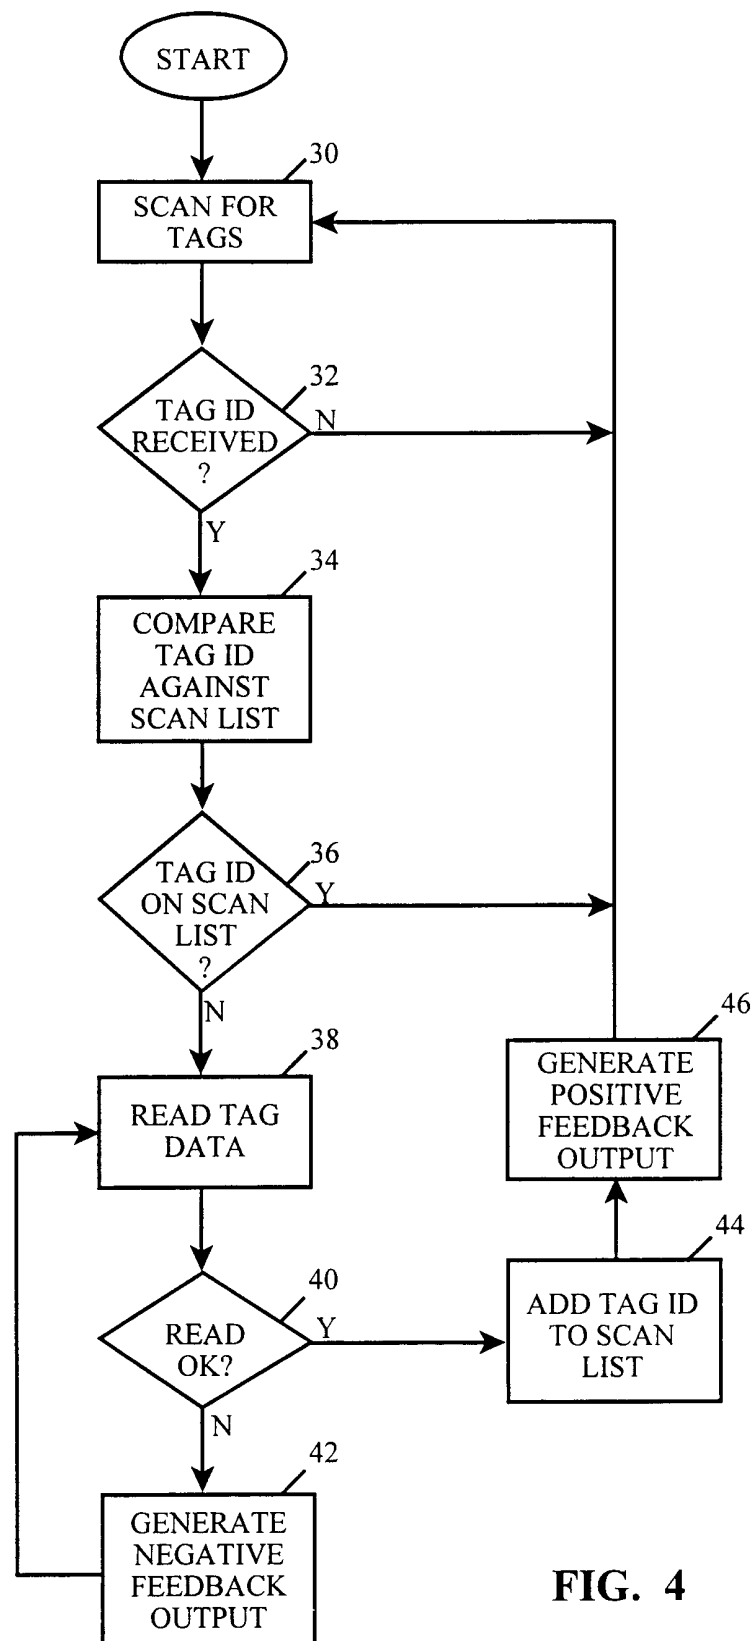 START
30
SCAN FOR
TAGS
32
TAG ID
RECEIVED
?
N
Y
34
COMPARE
TAG ID
AGAINST
SCAN LIST
36
TAG ID
ON SCAN
LIST
?
Y
N
38
READ TAG
DATA
46
GENERATE
POSITIVE
FEEDBACK
OUTPUT
40
READ
OK?
Y
N
44
ADD TAG ID
TO SCAN
LIST
42
GENERATE
NEGATIVE
FEEDBACK
OUTPUT
FIG. 4